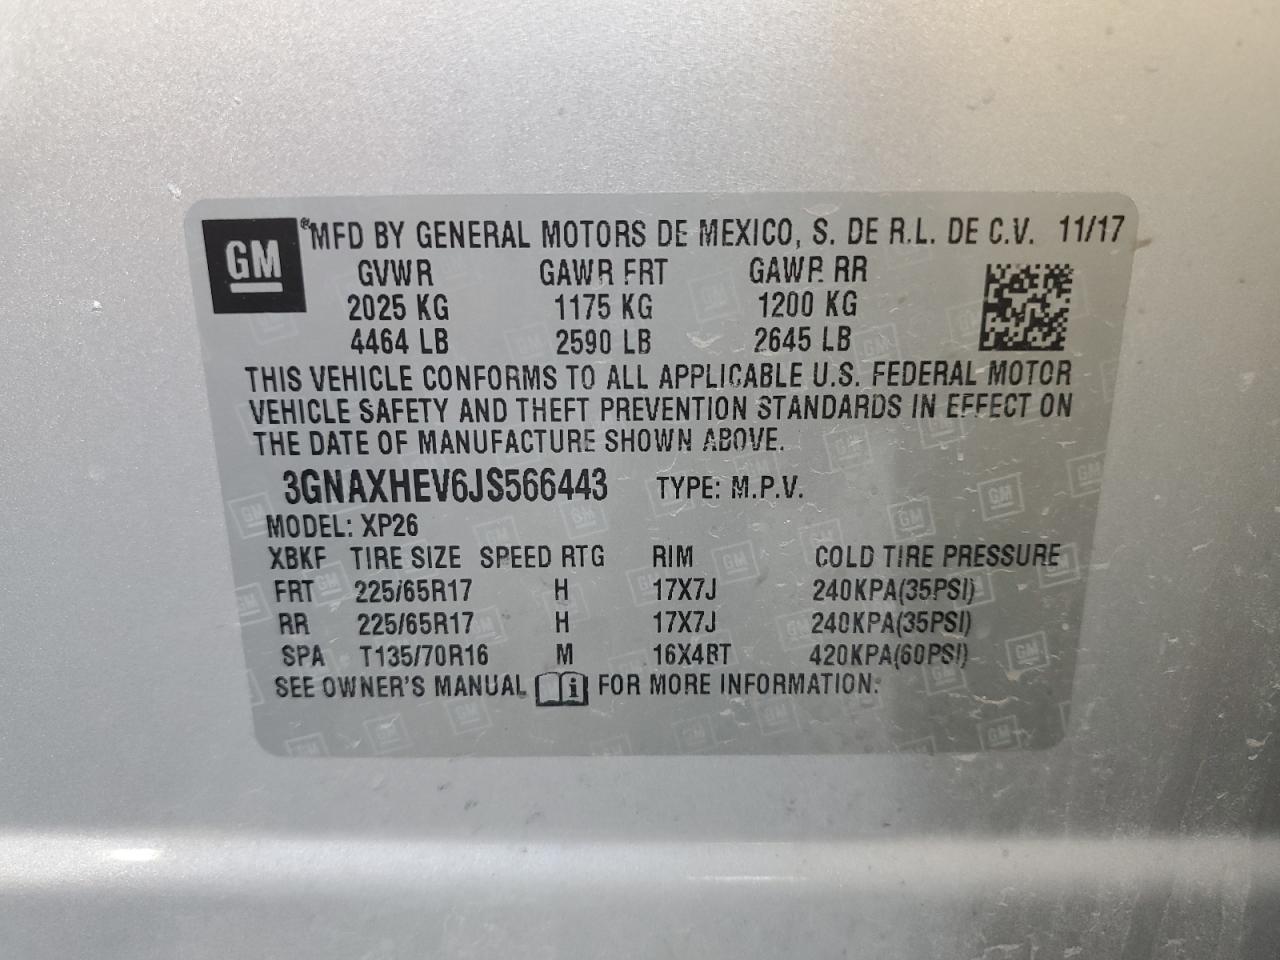 GM
®MFD BY GENERAL MOTORS DE MEXICO, S. DE R.L. DE C.V. 11/17
GVWR GAWR FRT GAWR RR
2025 KG 1175 KG 1200 KG
4464 LB 2590 LB 2645 LB
THIS VEHICLE CONFORMS TO ALL APPLICABLE U.S. FEDERAL MOTOR
VEHICLE SAFETY AND THEFT PREVENTION STANDARDS IN EFFECT ON
THE DATE OF MANUFACTURE SHOWN ABOVE.
3GNAXHEV6JS566443 TYPE: M.P.V.
MODEL: XP26
XBKF TIRE SIZE SPEED RTG RIM COLD TIRE PRESSURE
FRT 225/65R17 H 17X7J 240KPA(35PSI)
RR 225/65R17 H 17X7J 240KPA(35PSI)
SPA T135/70R16 M 16X4BT 420KPA(60PSI)
SEE OWNER'S MANUAL i FOR MORE INFORMATION.